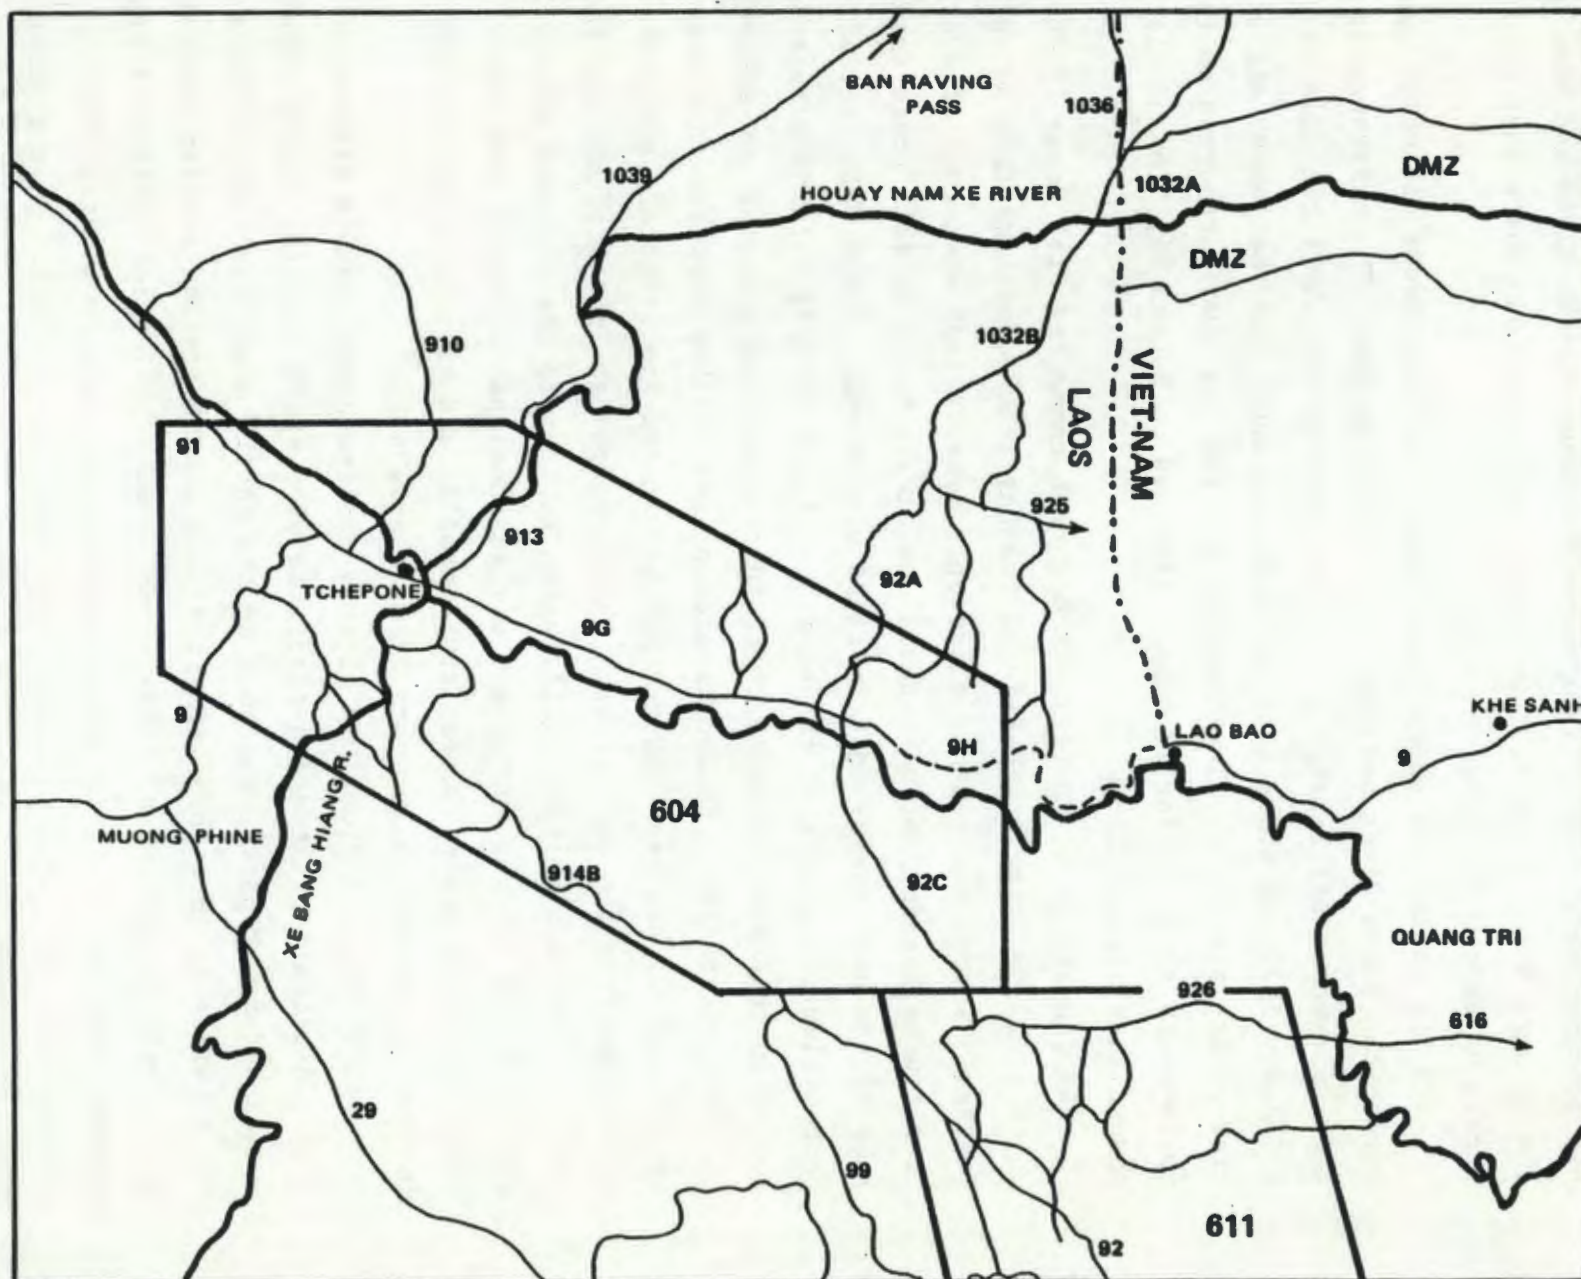 BAN RAVING
PASS
1036
1039
DMZ
HOUAY NAM XE RIVER
1032A
DMZ
910
1032B
VIET-NAM
LAOS
91
925
913
92A
TCHEPONE
9G
KHE SANH
9
LAO BAO
9H
9
604
MUONG PHINE
XE BANG HIANG R.
914B
92C
QUANG TRI
926
616
29
99
611
92